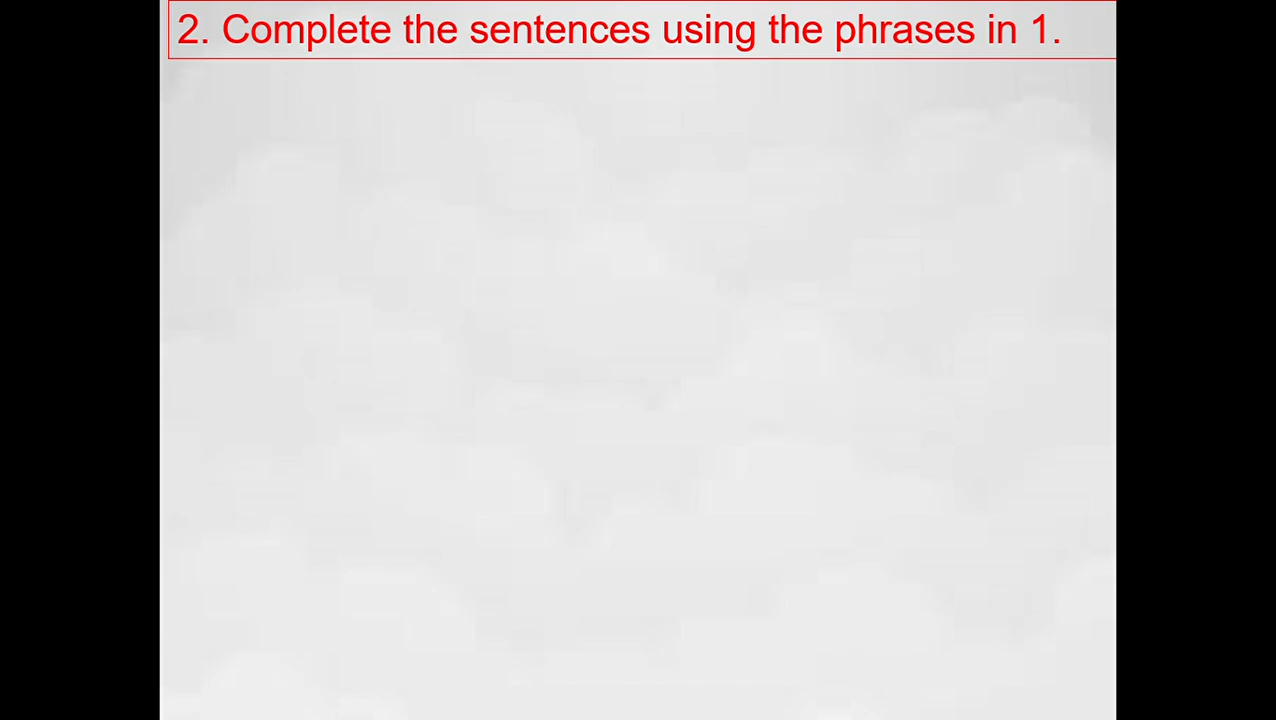 2. Complete the sentences using the phrases in 1.